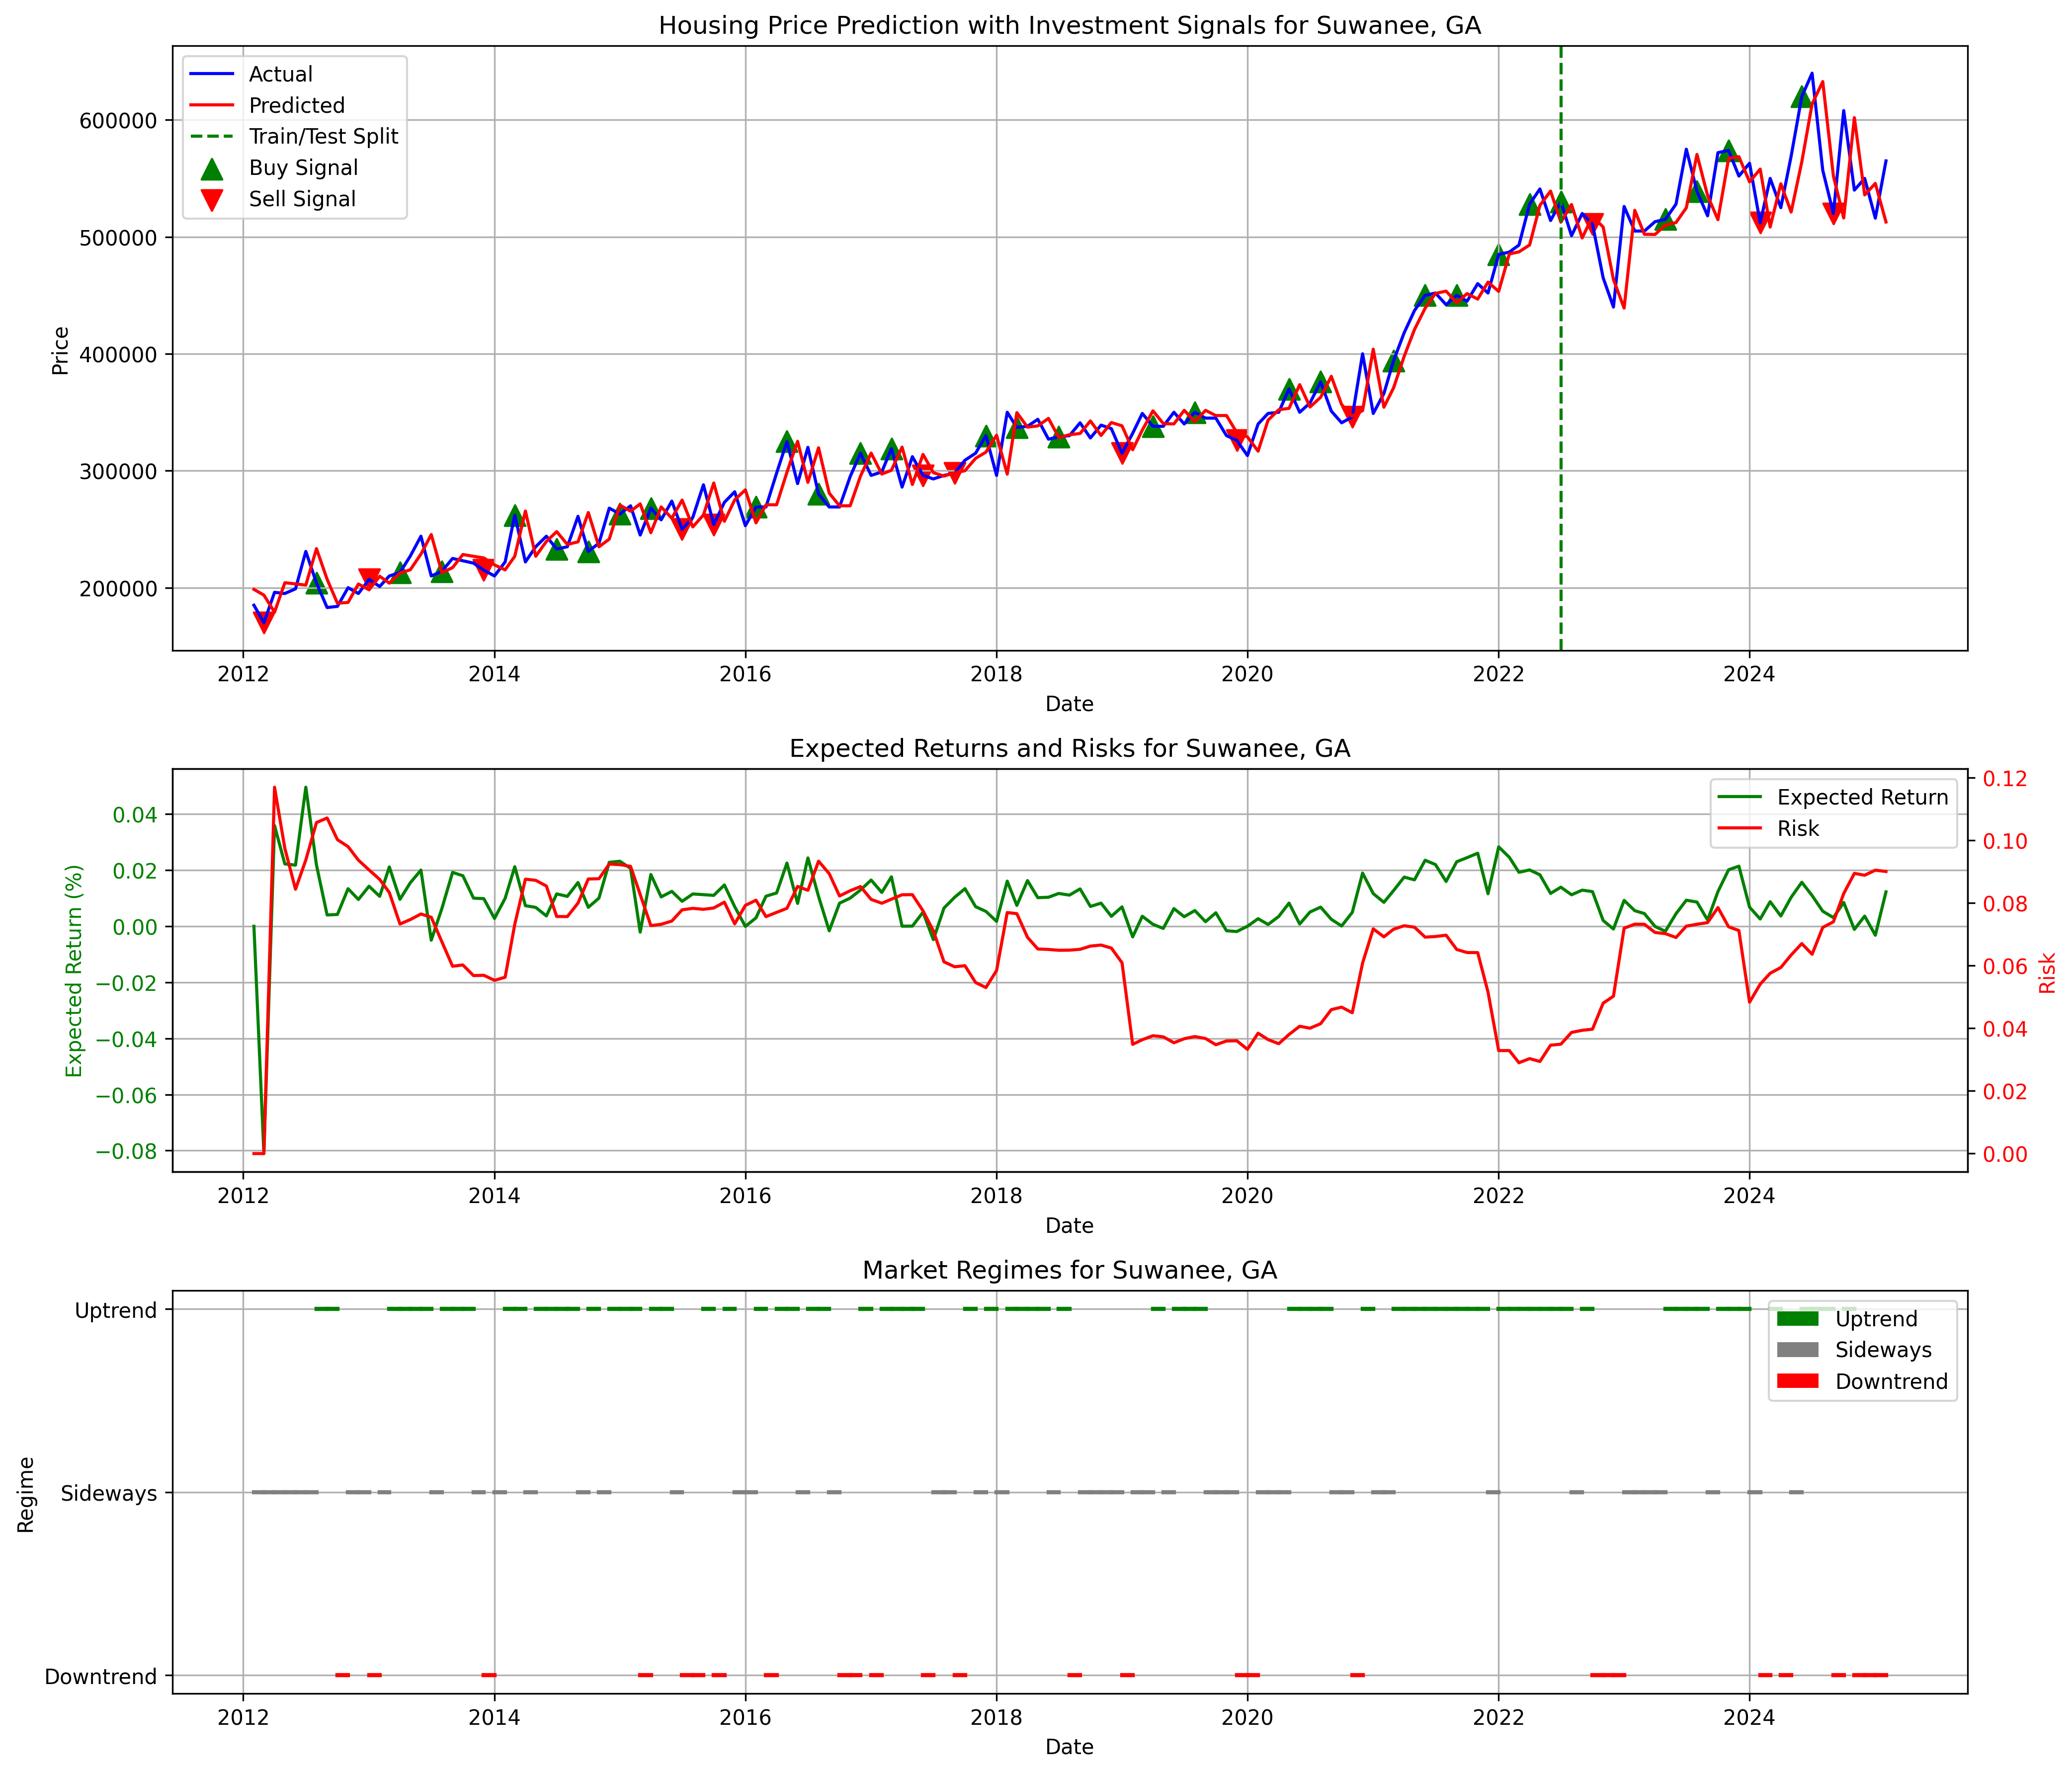 Housing Price Prediction with Investment Signals for Suwanee, GA
Actual
Predicted
Train/Test Split
Buy Signal
Sell Signal
Price
600000
500000
400000
300000
200000
2012 2014 2016 2018 2020 2022 2024
Date
Expected Returns and Risks for Suwanee, GA
Expected Return
Risk
Expected Return (%)
0.04
0.02
0.00
−0.02
−0.04
−0.06
−0.08
0.12
0.10
0.08
0.06
0.04
0.02
0.00
Risk
2012 2014 2016 2018 2020 2022 2024
Date
Market Regimes for Suwanee, GA
Uptrend
Sideways
Downtrend
Regime
Uptrend
Sideways
Downtrend
2012 2014 2016 2018 2020 2022 2024
Date